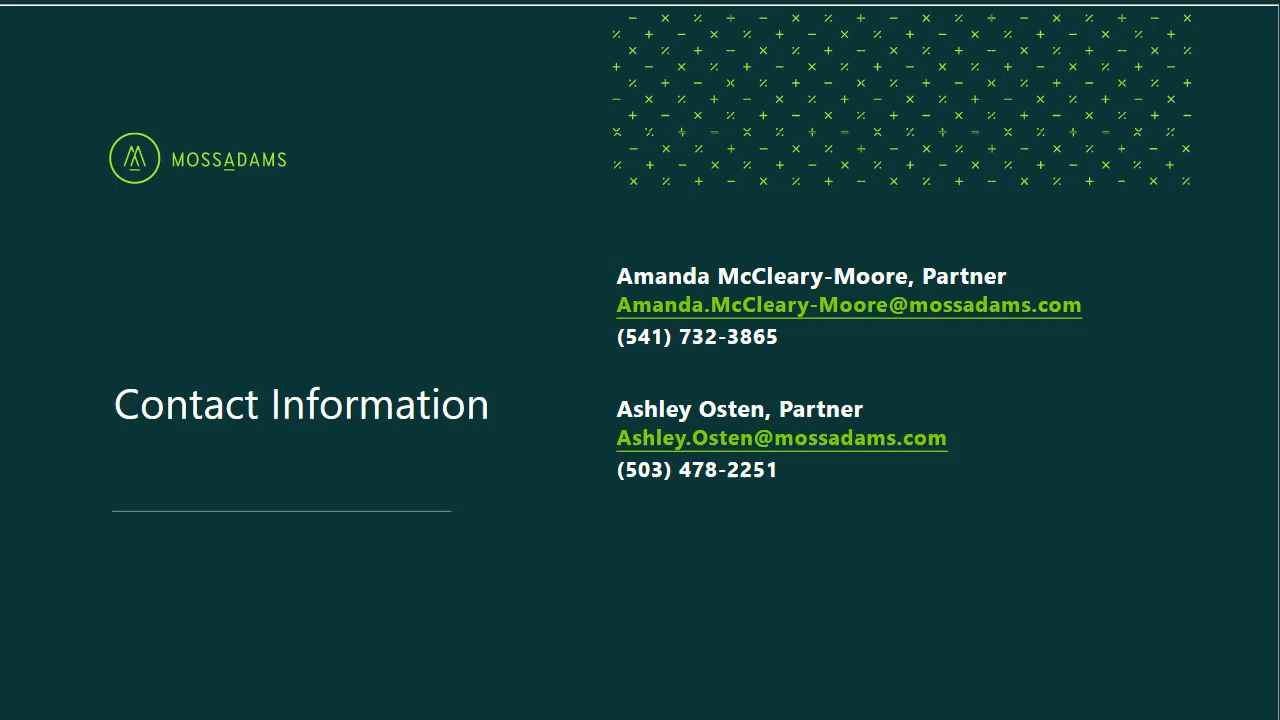 MOSSADAMS
Contact Information
Amanda McCleary-Moore, Partner
Amanda.McCleary-Moore@mossadams.com
(541) 732-3865
Ashley Osten, Partner
Ashley.Osten@mossadams.com
(503) 478-2251